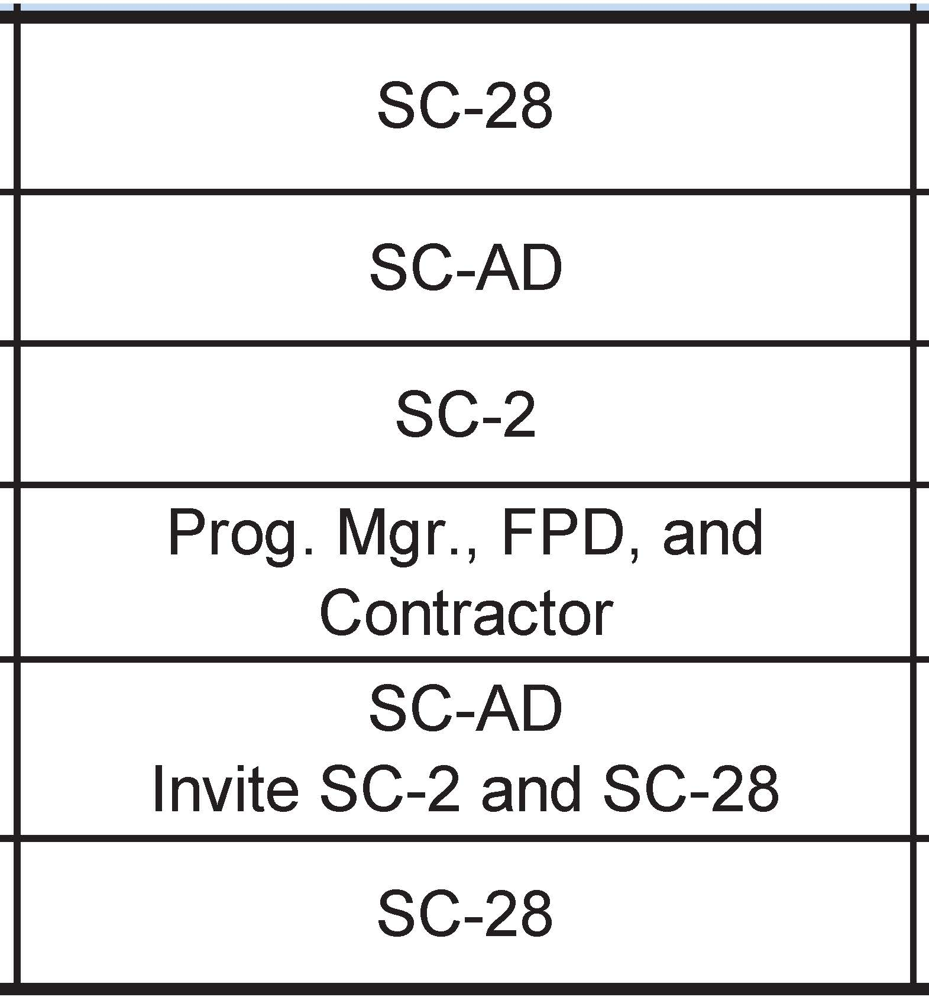 SC-28
SC-AD
SC-2
Prog. Mgr., FPD, and
Contractor
SC-AD
Invite SC-2 and SC-28
SC-28